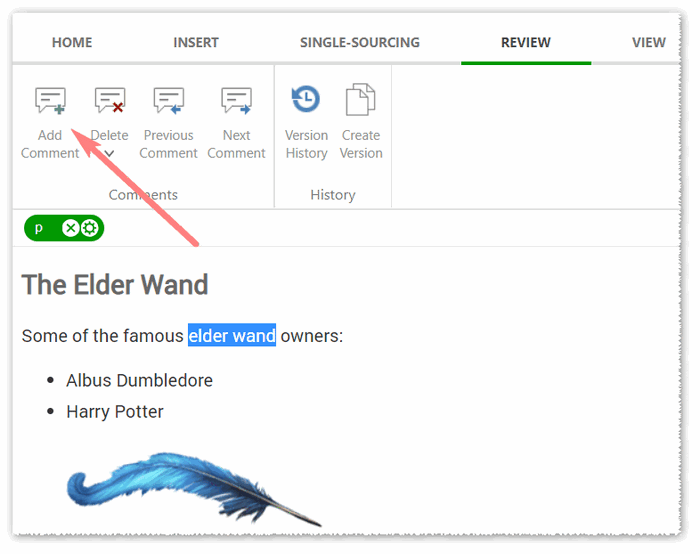 HOME INSERT SINGLE-SOURCING REVIEW VIEW
Add Delete Previous Next Version Create
Comment Comment Comment History Version
Comments History
p
The Elder Wand
Some of the famous elder wand owners:
Albus Dumbledore
Harry Potter